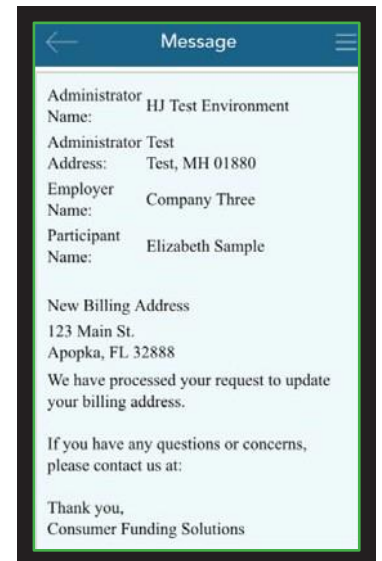 Message
Administrator Name: HJ Test Environment
Administrator Address: Test
Test, MH 01880
Employer Name: Company Three
Participant Name: Elizabeth Sample
New Billing Address
123 Main St.
Apopka, FL 32888
We have processed your request to update
your billing address.
If you have any questions or concerns,
please contact us at:
Thank you,
Consumer Funding Solutions